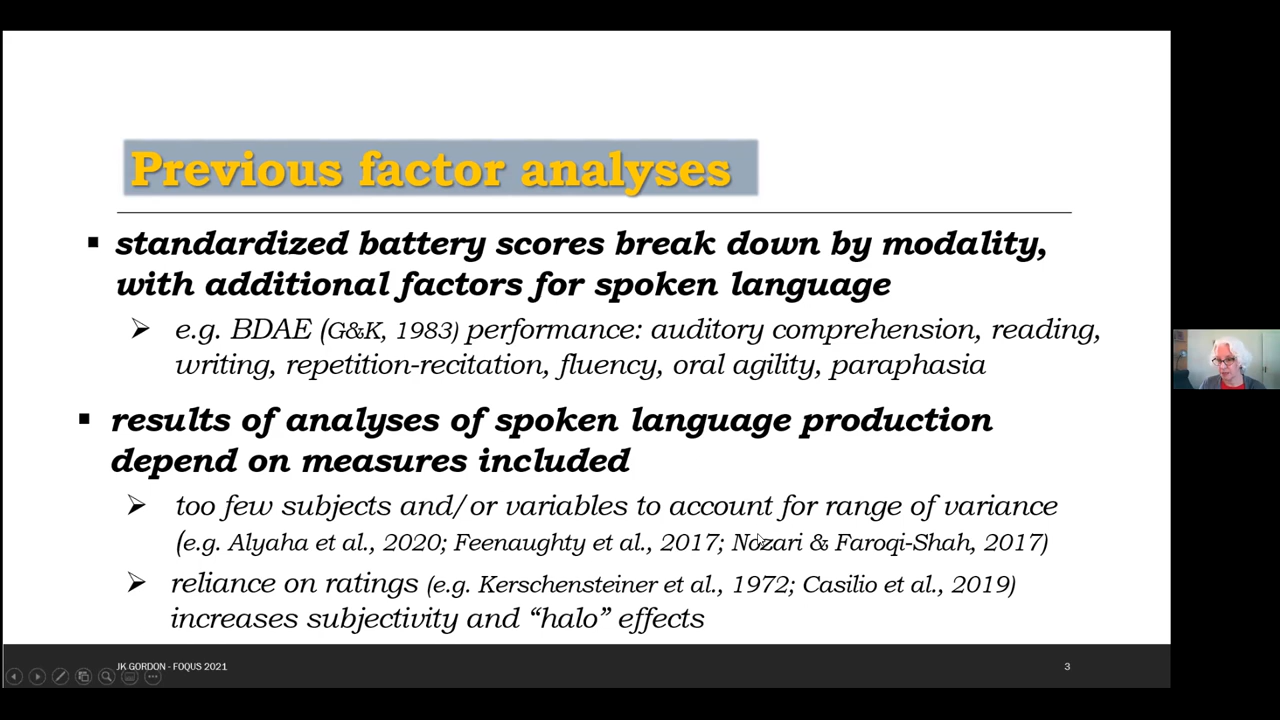 Previous factor analyses
standardized battery scores break down by modality,
with additional factors for spoken language
e.g. BDAE (G&K, 1983) performance: auditory comprehension, reading,
writing, repetition-recitation, fluency, oral agility, paraphasia
results of analyses of spoken language production
depend on measures included
too few subjects and/or variables to account for range of variance
(e.g. Alyaha et al., 2020; Feenaughty et al., 2017; Nozari & Faroqi-Shah, 2017)
reliance on ratings (e.g. Kerschensteiner et al., 1972; Casilio et al., 2019)
increases subjectivity and “halo” effects
JK GORDON - FOQUS 2021
3